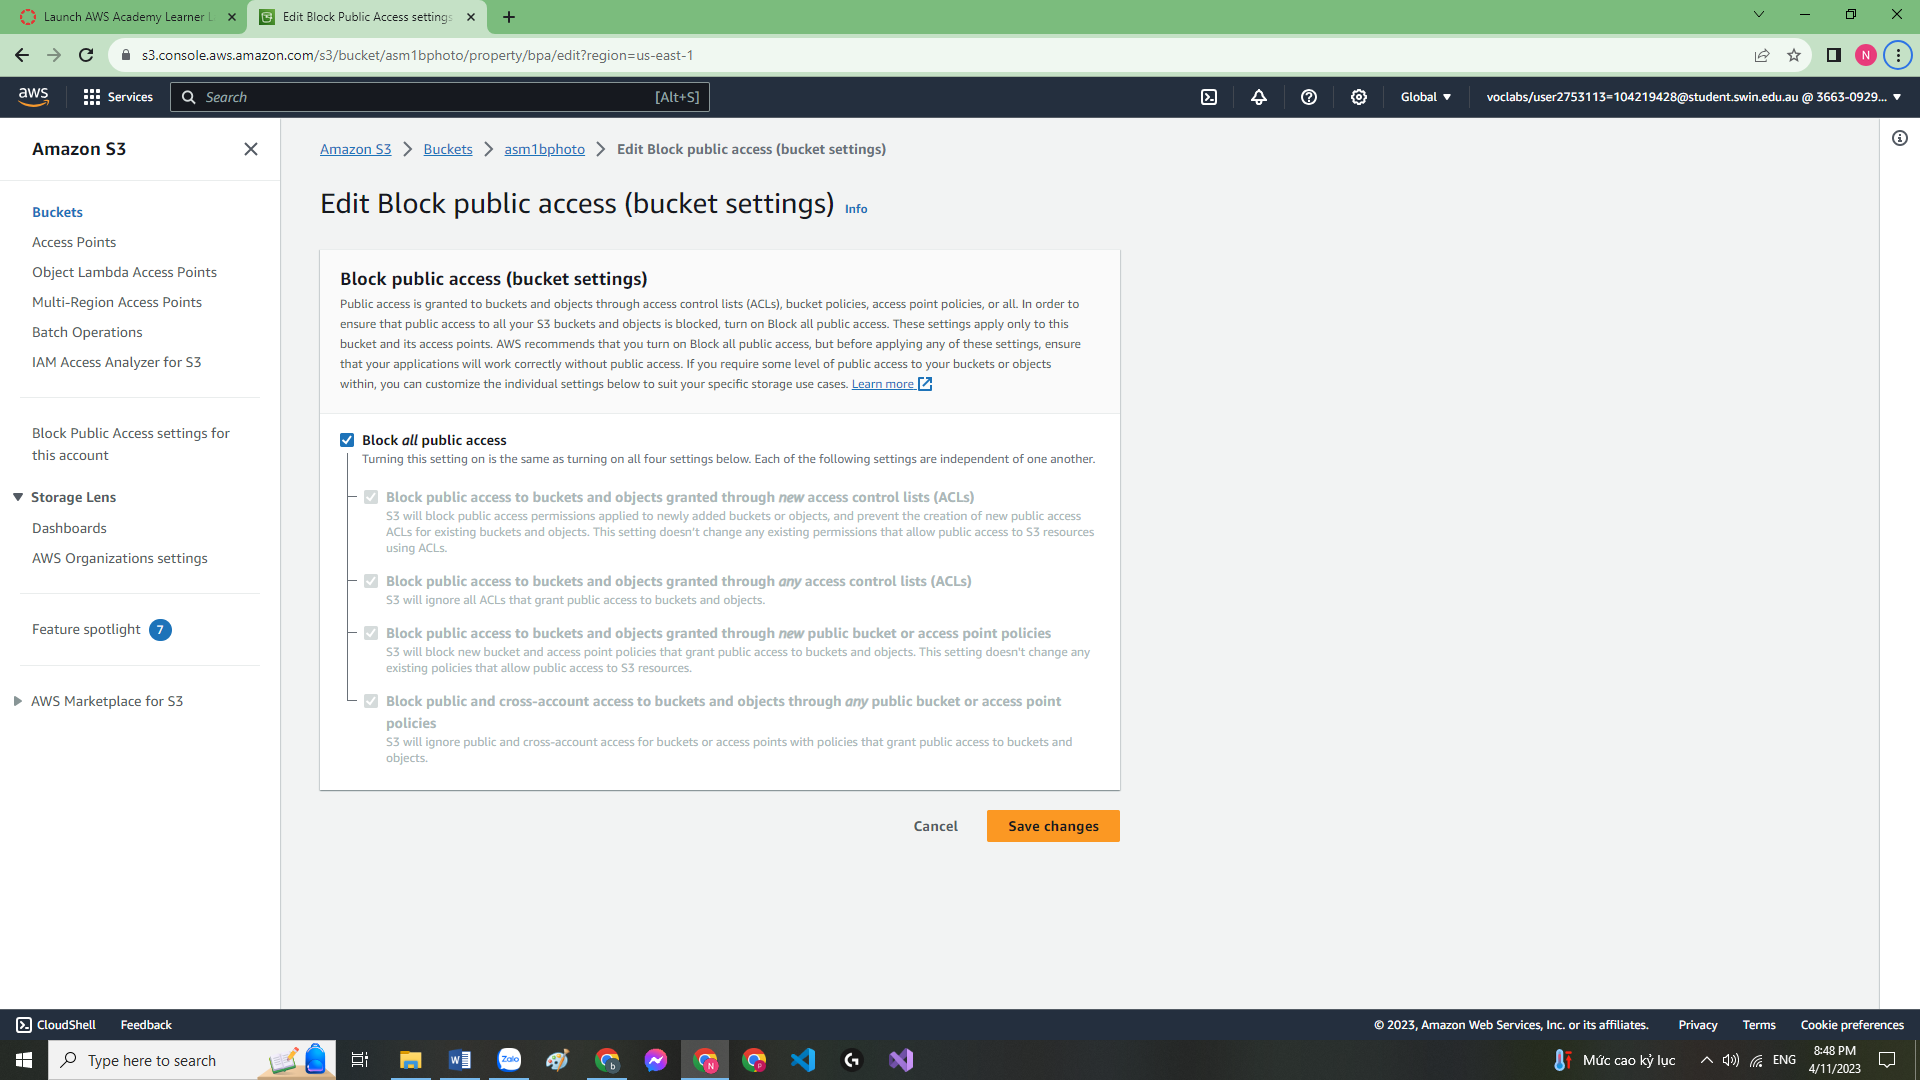 Launch AWS Academy Learner L
Edit Block Public Access settings
s3.console.aws.amazon.com/s3/bucket/asm1bphoto/property/bpa/edit?region=us-east-1
N
aws
Services
Search
[Alt+S]
Global
voclabs/user2753113=104219428@student.swin.edu.au @ 3663-0929...
Amazon S3
Buckets
Access Points
Object Lambda Access Points
Multi-Region Access Points
Batch Operations
IAM Access Analyzer for S3
Block Public Access settings for
this account
Storage Lens
Dashboards
AWS Organizations settings
Feature spotlight 7
AWS Marketplace for S3
Amazon S3 > Buckets > asm1bphoto > Edit Block public access (bucket settings)
Edit Block public access (bucket settings) Info
Block public access (bucket settings)
Public access is granted to buckets and objects through access control lists (ACLs), bucket policies, access point policies, or all. In order to
ensure that public access to all your S3 buckets and objects is blocked, turn on Block all public access. These settings apply only to this
bucket and its access points. AWS recommends that you turn on Block all public access, but before applying any of these settings, ensure
that your applications will work correctly without public access. If you require some level of public access to your buckets or objects
within, you can customize the individual settings below to suit your specific storage use cases. Learn more
Block all public access
Turning this setting on is the same as turning on all four settings below. Each of the following settings are independent of one another.
Block public access to buckets and objects granted through new access control lists (ACLs)
S3 will block public access permissions applied to newly added buckets or objects, and prevent the creation of new public access
ACLs for existing buckets and objects. This setting doesn't change any existing permissions that allow public access to S3 resources
using ACLs.
Block public access to buckets and objects granted through any access control lists (ACLs)
S3 will ignore all ACLs that grant public access to buckets and objects.
Block public access to buckets and objects granted through new public bucket or access point policies
S3 will block new bucket and access point policies that grant public access to buckets and objects. This setting doesn't change any
existing policies that allow public access to S3 resources.
Block public and cross-account access to buckets and objects through any public bucket or access point
policies
S3 will ignore public and cross-account access for buckets or access points with policies that grant public access to buckets and
objects.
Cancel
Save changes
CloudShell
Feedback
© 2023, Amazon Web Services, Inc. or its affiliates.
Privacy
Terms
Cookie preferences
Type here to search
Zalo
Mức cao kỷ lục
ENG
8:48 PM
4/11/2023